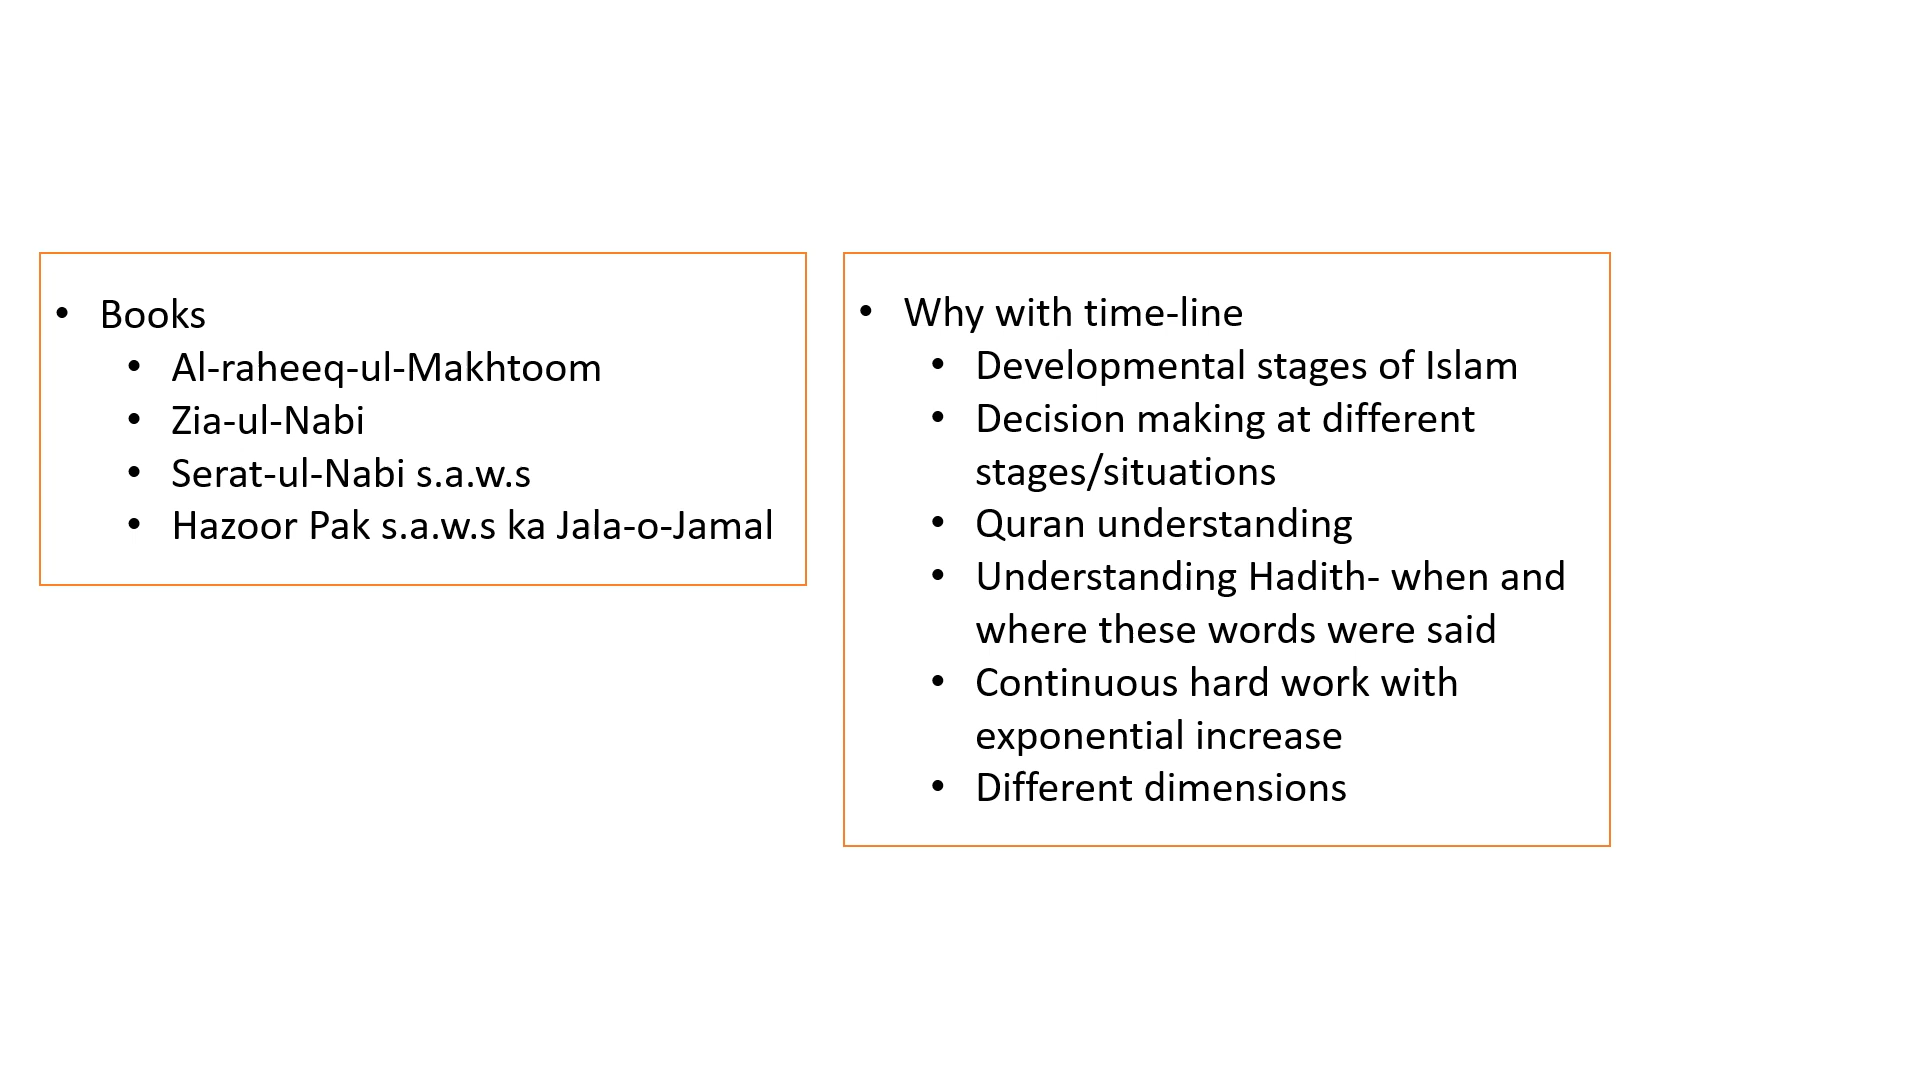 • Books
• Al-raheeq-ul-Makhtoom
• Zia-ul-Nabi
• Serat-ul-Nabi s.a.w.s
• Hazoor Pak s.a.w.s ka Jala-o-Jamal
• Why with time-line
• Developmental stages of Islam
• Decision making at different
stages/situations
• Quran understanding
• Understanding Hadith- when and
where these words were said
• Continuous hard work with
exponential increase
• Different dimensions